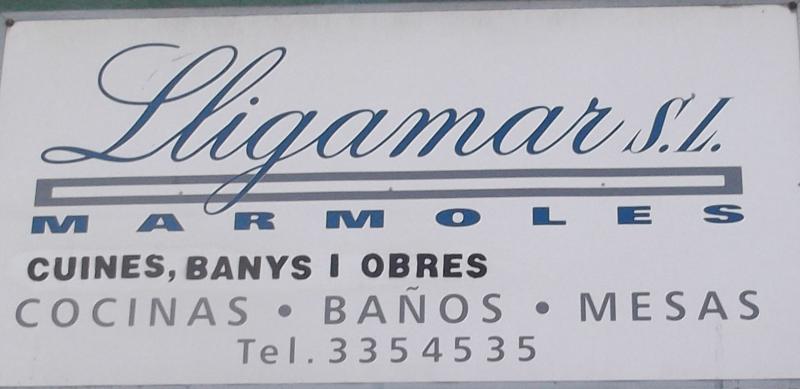 Lligamar S.L.
MARMOLES
CUINES, BANYS I OBRES
COCINAS • BAÑOS • MESAS
Tel. 3354535